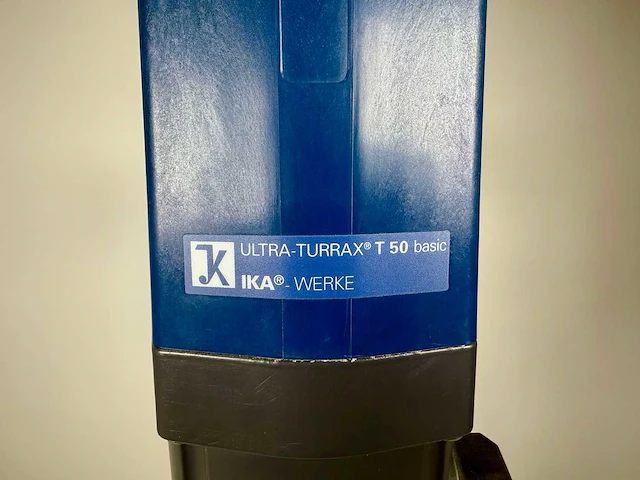 ULTRA-TURRAX® T 50 basic
IKA® - WERKE